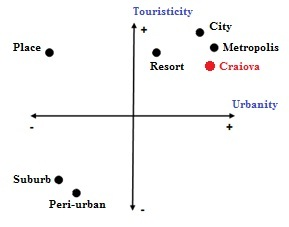 Touristicity
City
+
Place
Metropolis
Resort
Craiova
Urbanity
- +
Suburb
Peri-urban
-